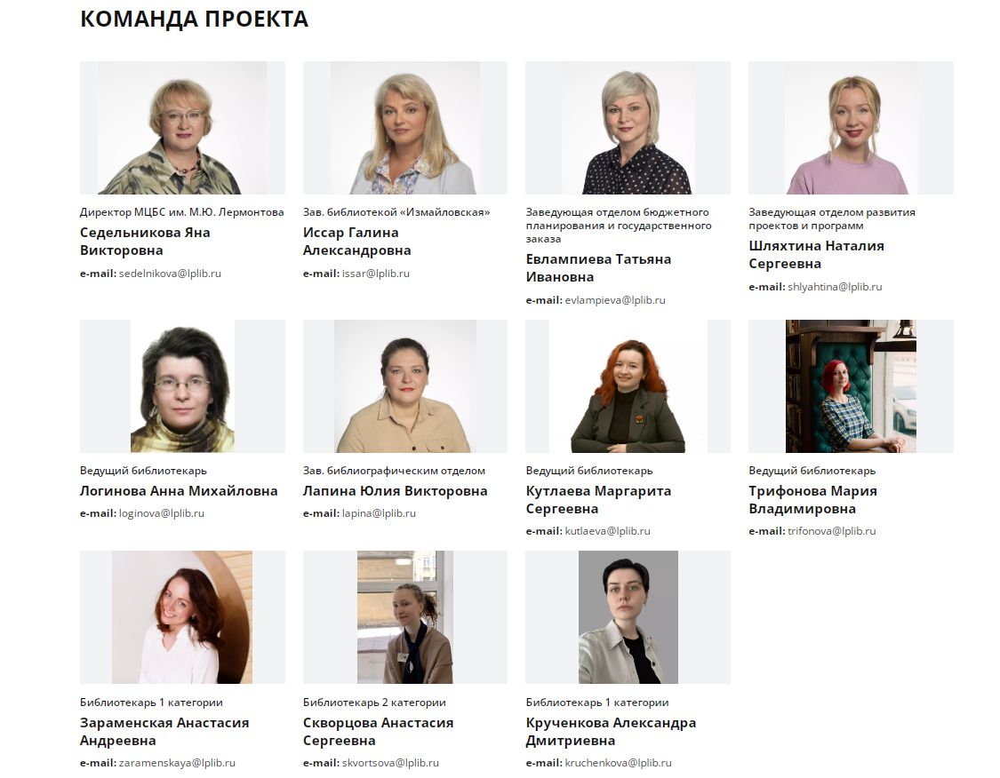 КОМАНДА ПРОЕКТА
Директор МЦБС им. М.Ю. Лермонтова
Седельникова Яна
Викторовна
e-mail: sedelnikova@lplib.ru
Зав. библиотекой «Измайловская»
Иссар Галина
Александровна
e-mail: issar@lplib.ru
Заведующая отделом бюджетного
планирования и государственного
заказа
Евлампиева Татьяна
Ивановна
e-mail: evlampieva@lplib.ru
Заведующая отделом развития
проектов и программ
Шляхтина Наталия
Сергеевна
e-mail: shlyahtina@lplib.ru
Ведущий библиотекарь
Логинова Анна Михайловна
e-mail: loginova@lplib.ru
Зав. библиографическим отделом
Лапина Юлия Викторовна
e-mail: lapina@lplib.ru
Ведущий библиотекарь
Кутлаева Маргарита
Сергеевна
e-mail: kutlaeva@lplib.ru
Ведущий библиотекарь
Трифонова Мария
Владимировна
e-mail: trifonova@lplib.ru
Библиотекарь 1 категории
Зараменская Анастасия
Андреевна
e-mail: zaramenskaya@lplib.ru
Библиотекарь 2 категории
Скворцова Анастасия
Сергеевна
e-mail: skvortsova@lplib.ru
Библиотекарь 1 категории
Крученкова Александра
Дмитриевна
e-mail: kruchenkova@lplib.ru